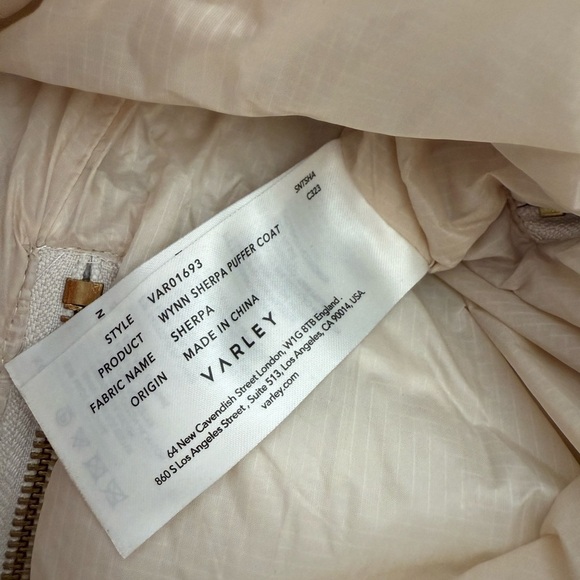 SNTSHA
C323
STYLE VAR01693
PRODUCT WYNN SHERPA PUFFER COAT
FABRIC NAME SHERPA
ORIGIN MADE IN CHINA
VARLEY
64 New Cavendish Street London, W1G 8TB England .
860 S Los Angeles Street , Suite 513, Los Angeles, CA 90014, USA.
varley.com